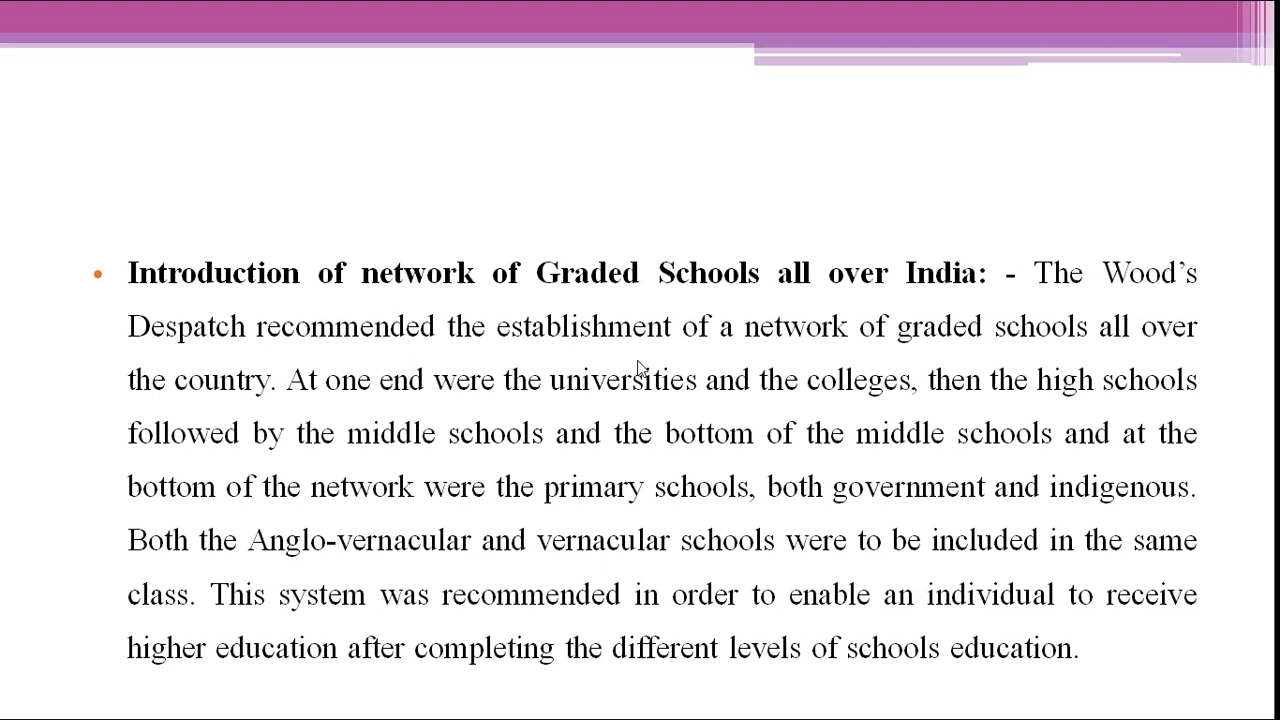 • Introduction of network of Graded Schools all over India: - The Wood’s
Despatch recommended the establishment of a network of graded schools all over
the country. At one end were the universities and the colleges, then the high schools
followed by the middle schools and the bottom of the middle schools and at the
bottom of the network were the primary schools, both government and indigenous.
Both the Anglo-vernacular and vernacular schools were to be included in the same
class. This system was recommended in order to enable an individual to receive
higher education after completing the different levels of schools education.